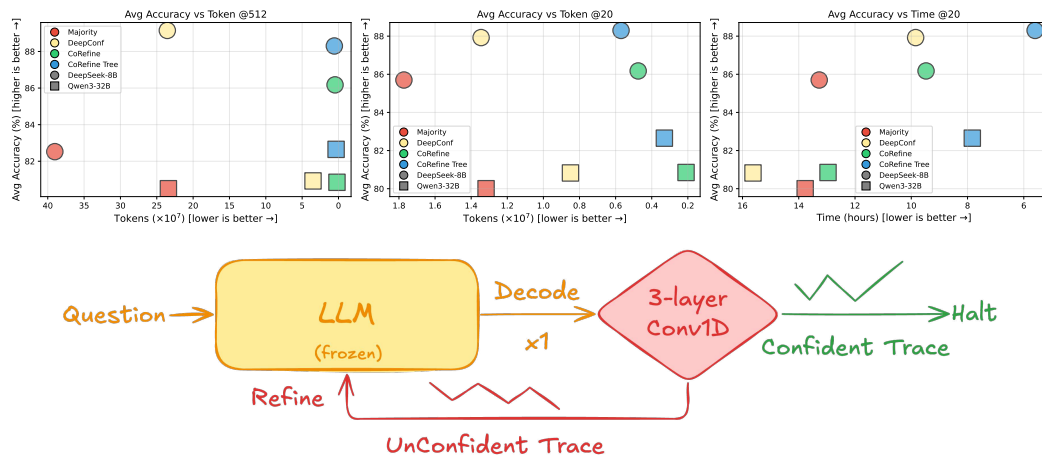 Avg Accuracy vs Token @512
Avg Accuracy (%) [higher is better →]
88
86
84
82
Majority
DeepConf
CoRefine
CoRefine Tree
DeepSeek-8B
Qwen3-32B
40 35 30 25 20 15 10 5 0
Tokens (×10⁷) [lower is better →]
Avg Accuracy vs Token @20
Avg Accuracy (%) [higher is better →]
88
86
84
82
80
Majority
DeepConf
CoRefine
CoRefine Tree
DeepSeek-8B
Qwen3-32B
1.8 1.6 1.4 1.2 1.0 0.8 0.6 0.4 0.2
Tokens (×10⁷) [lower is better →]
Avg Accuracy vs Time @20
Avg Accuracy (%) [higher is better →]
88
86
84
82
80
Majority
DeepConf
CoRefine
CoRefine Tree
DeepSeek-8B
Qwen3-32B
16 14 12 10 8 6
Time (hours) [lower is better →]
Question
LLM
(frozen)
Decode
x1
3-layer
Conv1D
Halt
Confident Trace
Refine
UnConfident Trace